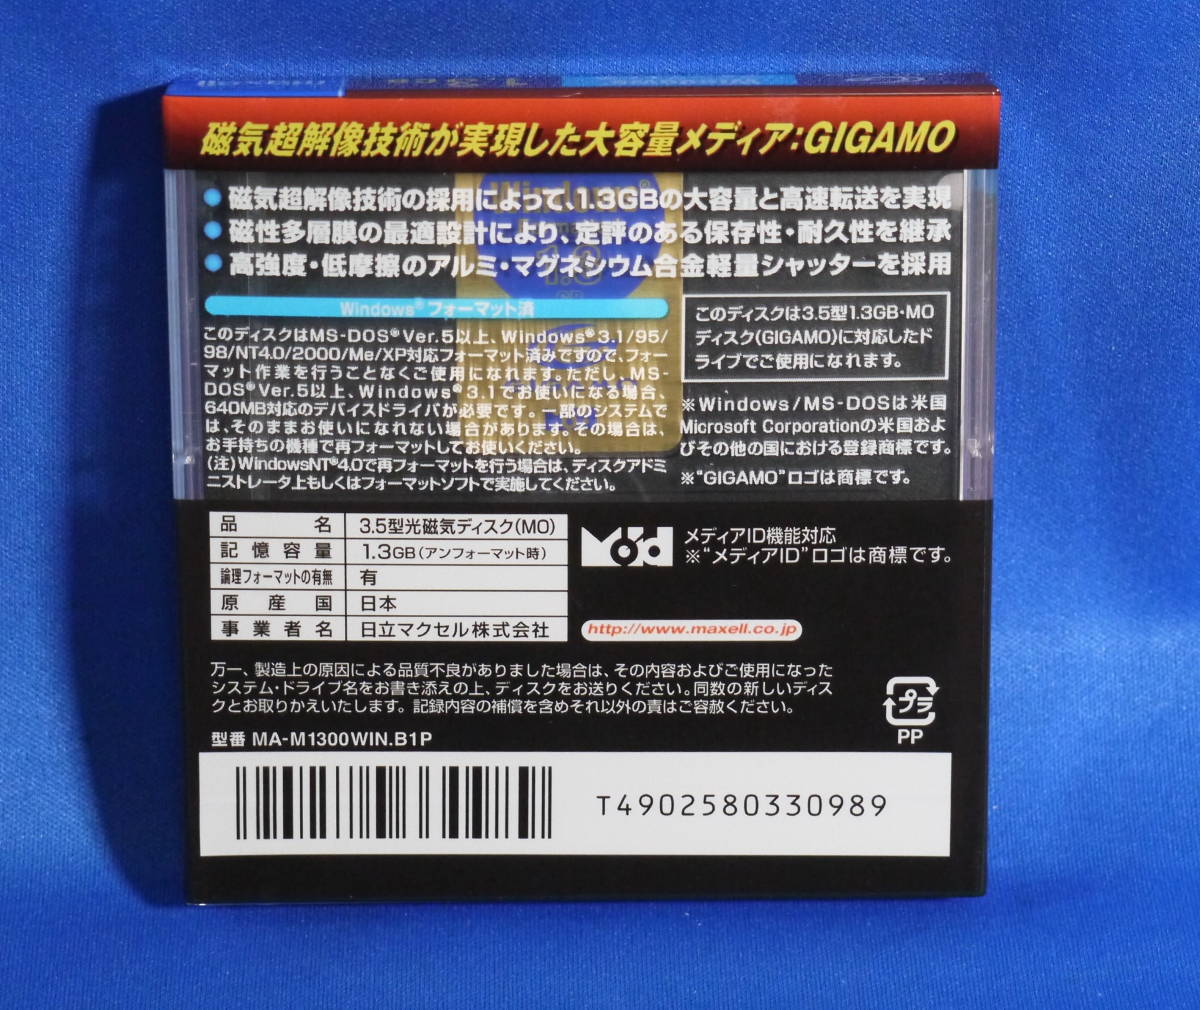 磁気超解像技術が実現した大容量メディア:GIGAMO
● 磁気超解像技術の採用によって、1.3GBの大容量と高速転送を実現
● 磁性多層膜の最適設計により、定評のある保存性・耐久性を継承
● 高強度・低摩擦のアルミ・マグネシウム合金軽量シャッターを採用
Windows® フォーマット済
このディスクはMS-DOS® Ver.5以上、Windows® 3.1/95/
98/NT4.0/2000/Me/XP対応フォーマット済みですので、フォー
マット作業を行うことなくご使用になれます。ただし、MS-
DOS® Ver.5以上、Windows® 3.1でお使いになる場合、
640MB対応のデバイスドライバが必要です。一部のシステムで
は、そのままお使いになれない場合があります。その場合は、
お手持ちの機種で再フォーマットしてお使いください。
(注)WindowsNT® 4.0で再フォーマットを行う場合は、ディスクアドミ
ニストレータ上もしくはフォーマットソフトで実施してください。
このディスクは3.5型1.3GB・MO
ディスク(GIGAMO)に対応したド
ライブでご使用になれます。
※Windows/MS-DOSは米国
Microsoft Corporationの米国およ
びその他の国における登録商標です。
※“GIGAMO”ロゴは商標です。
品名 3.5型光磁気ディスク(MO)
記憶容量 1.3GB(アンフォーマット時)
論理フォーマットの有無 有
原産国 日本
事業者名 日立マクセル株式会社
メディアID機能対応
※“メディアID”ロゴは商標です。
http://www.maxell.co.jp
万一、製造上の原因による品質不良がありました場合は、その内容およびご使用になった
システム・ドライブ名をお書き添えの上、ディスクをお送りください。同数の新しいディス
クとお取りかえいたします。記録内容の補償を含めそれ以外の責はご容赦ください。
プラ
PP
型番 MA-M1300WIN.B1P
T4902580330989